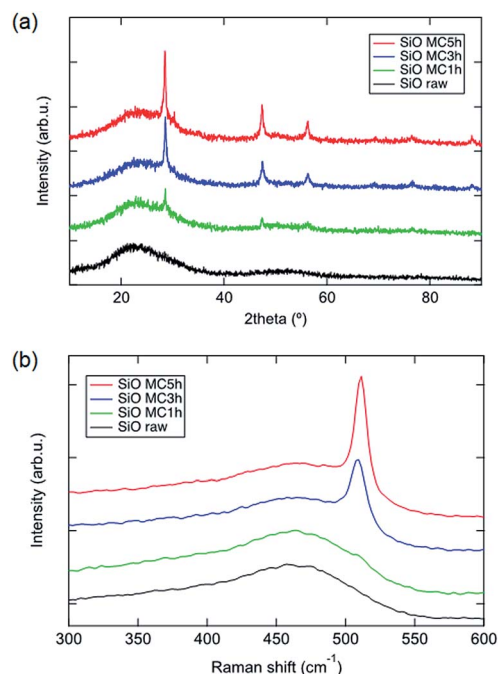 (a)
SiO MC5h
SiO MC3h
SiO MC1h
SiO raw
Intensity (arb.u.)
20
40
60
80
2theta (º)
(b)
SiO MC5h
SiO MC3h
SiO MC1h
SiO raw
Intensity (arb.u.)
300
350
400
450
500
550
600
Raman shift (cm-1)